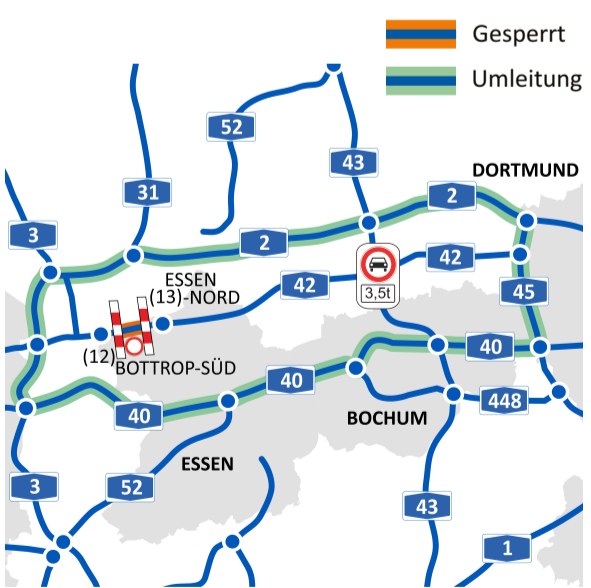 Gesperrt
Umleitung
52
43
DORTMUND
31
2
3
2
42
ESSEN
(13)-NORD
42
3,5t
45
(12)
BOTTROP-SÜD
40
40
40
448
BOCHUM
ESSEN
3
52
43
1